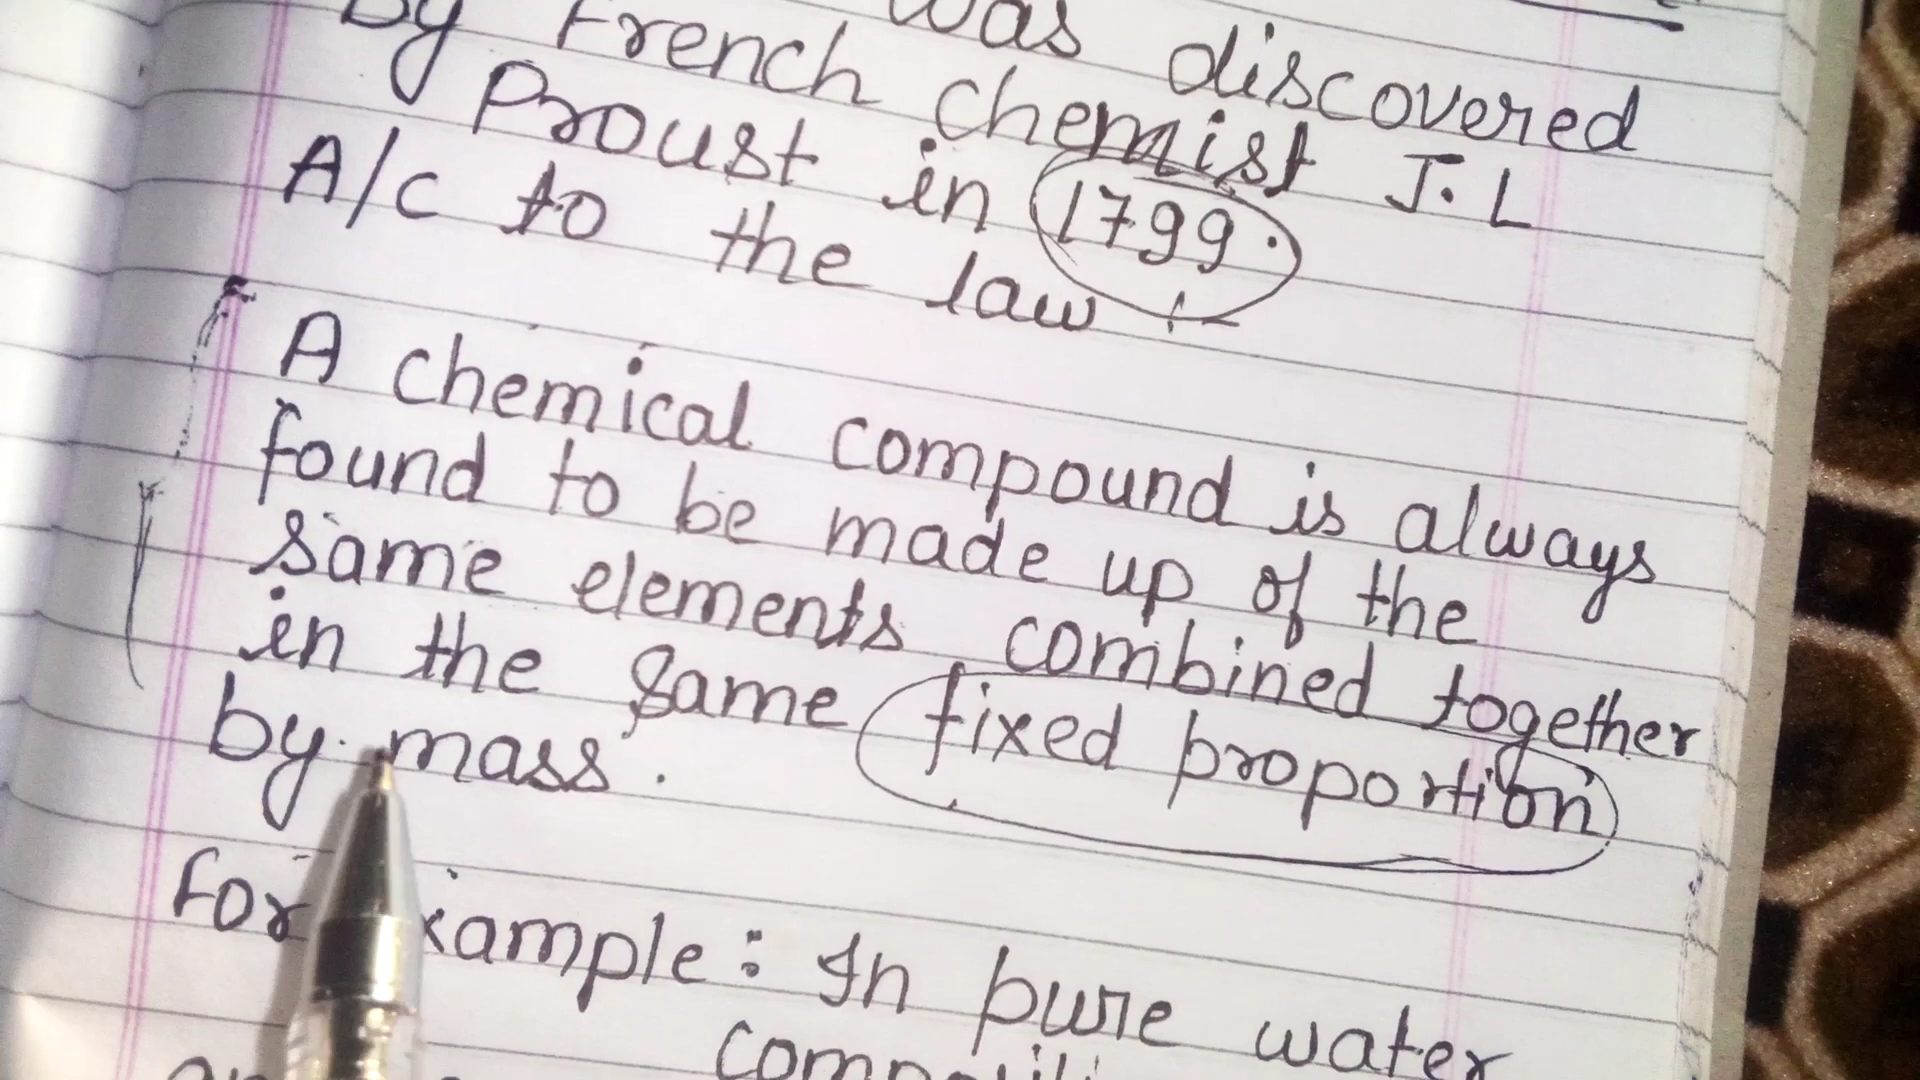 was discovered
By French chemist J. L
Proust in 1799.
A/c to the law :-
A chemical compound is always
found to be made up of the
same elements combined together
in the same fixed proportion
by mass.
For xample: In pure water